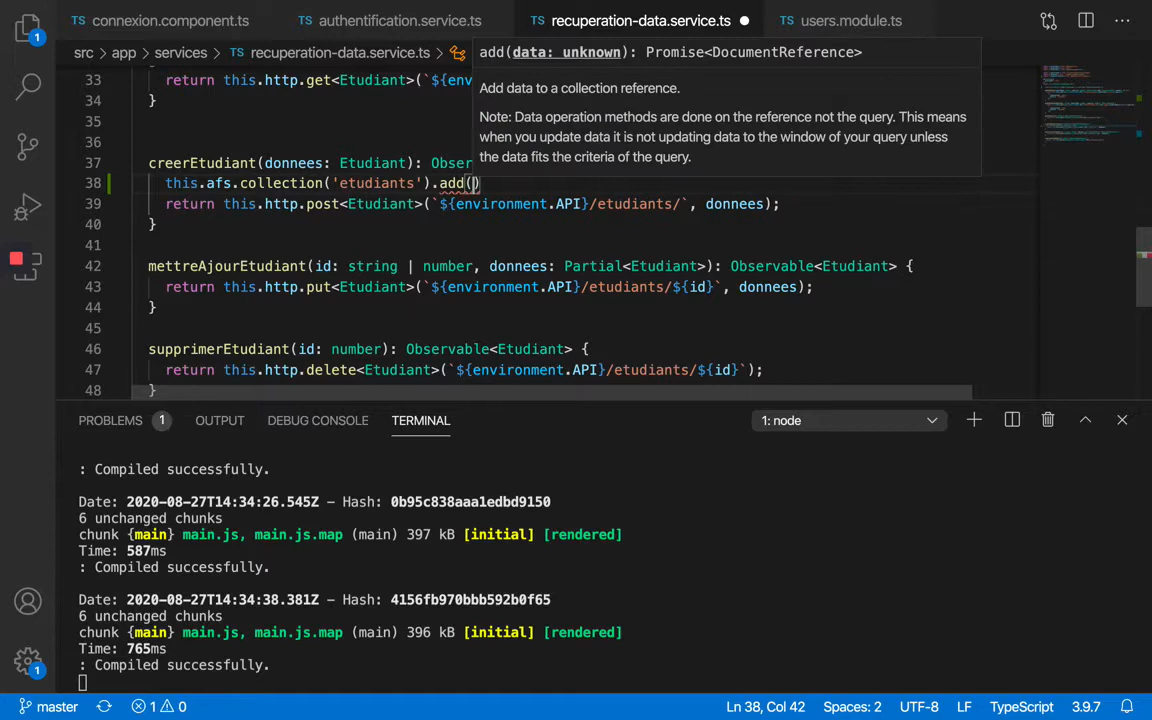 connexion.component.ts
authentification.service.ts
TS recuperation-data.service.ts
TS users.module.ts
1
src > app > services > TS recuperation-data.service.ts >
add(data: unknown): Promise<DocumentReference>
Add data to a collection reference.
Note: Data operation methods are done on the reference not the query. This means
when you update data it is not updating data to the window of your query unless
the data fits the criteria of the query.
33 return this.http.get<Etudiant>(`${env
34 }
35
36
37 creerEtudiant(donnees: Etudiant): Obser
38 this.afs.collection('etudiants').add()
39 return this.http.post<Etudiant>(`${environment.API}/etudiants/`, donnees);
40 }
41
42 mettreAjourEtudiant(id: string | number, donnees: Partial<Etudiant>): Observable<Etudiant> {
43 return this.http.put<Etudiant>(`${environment.API}/etudiants/${id}`, donnees);
44 }
45
46 supprimerEtudiant(id: number): Observable<Etudiant> {
47 return this.http.delete<Etudiant>(`${environment.API}/etudiants/${id}`);
48 }
PROBLEMS 1 OUTPUT DEBUG CONSOLE TERMINAL 1: node
: Compiled successfully.
Date: 2020-08-27T14:34:26.545Z - Hash: 0b95c838aaa1edbd9150
6 unchanged chunks
chunk {main} main.js, main.js.map (main) 397 kB [initial] [rendered]
Time: 587ms
: Compiled successfully.
Date: 2020-08-27T14:34:38.381Z - Hash: 4156fb970bbb592b0f65
6 unchanged chunks
chunk {main} main.js, main.js.map (main) 396 kB [initial] [rendered]
Time: 765ms
: Compiled successfully.
1
master 1 0 Ln 38, Col 42 Spaces: 2 UTF-8 LF TypeScript 3.9.7